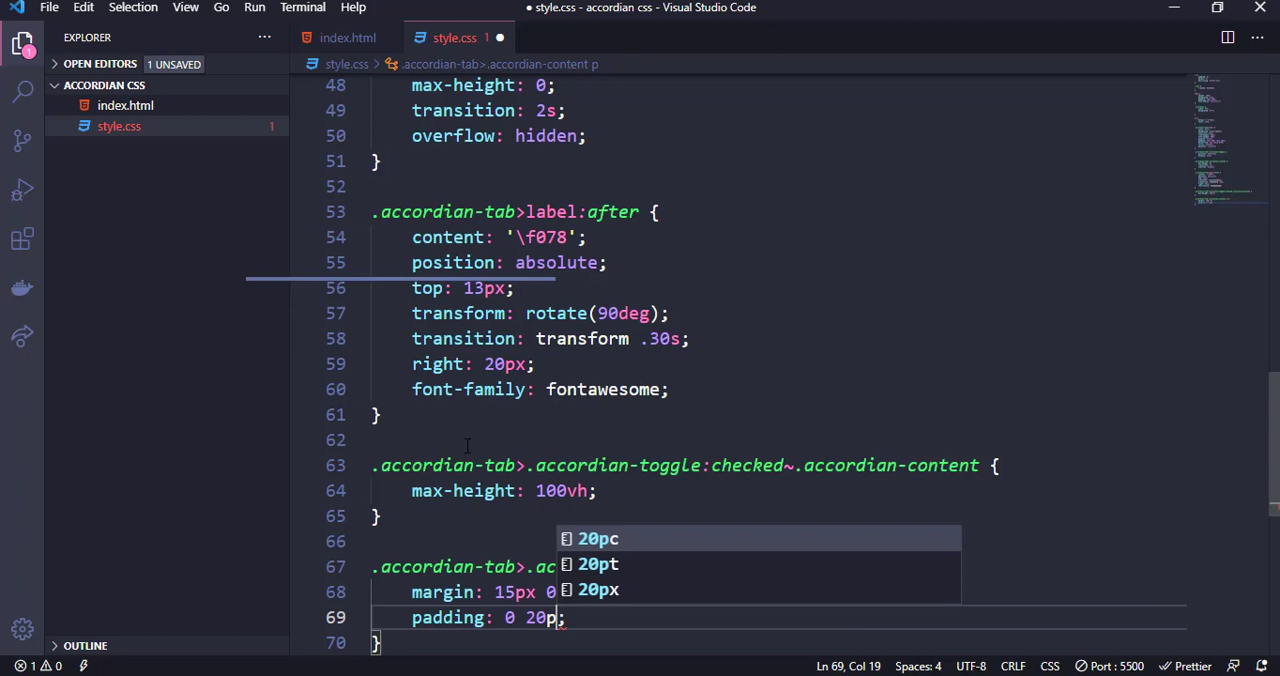 File Edit Selection View Go Run Terminal Help
● style.css - accordian css - Visual Studio Code
EXPLORER
1
index.html
style.css 1
OPEN EDITORS 1 UNSAVED
style.css > .accordian-tab>.accordian-content p
ACCORDIAN CSS
index.html
style.css 1
48 max-height: 0;
49 transition: 2s;
50 overflow: hidden;
51 }
52
53 .accordian-tab>label:after {
54 content: '\f078';
55 position: absolute;
56 top: 13px;
57 transform: rotate(90deg);
58 transition: transform .30s;
59 right: 20px;
60 font-family: fontawesome;
61 }
62
63 .accordian-tab>.accordian-toggle:checked~.accordian-content {
64 max-height: 100vh;
65 }
66
20pc
20pt
20px
67 .accordian-tab>.ac
68 margin: 15px 0
69 padding: 0 20p;
70 }
OUTLINE
1 0
Ln 69, Col 19 Spaces: 4 UTF-8 CRLF CSS Port : 5500 Prettier